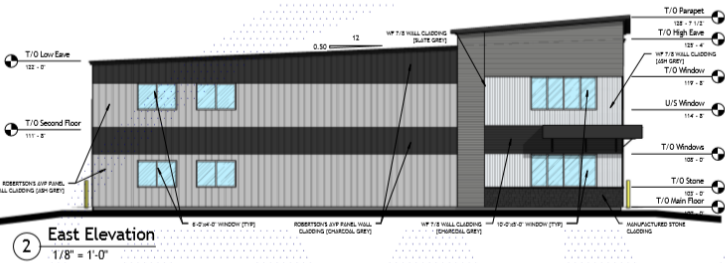 T/O Parapet
128' - 7 1/2"
T/O High Eave
125' - 4"
WF 7/8 WALL CLADDING
[SLATE GREY]
12
0.50
T/O Low Eave
122' - 0"
WF 7/8 WALL CLADDING
[ASH GREY]
T/O Window
119' - 8"
U/S Window
114' - 8"
T/O Second Floor
111' - 8"
T/O Windows
108' - 0"
T/O Stone
103' - 0"
T/O Main Floor
ROBERTSON'S AVP PANEL
WALL CLADDING [ASH GREY]
6'-0"x4'-0" WINDOW [TYP]
ROBERTSON'S AVP PANEL WALL
CLADDING [CHARCOAL GREY]
WF 7/8 WALL CLADDING
[CHARCOAL GREY]
10'-0"x5'-0" WINDOW [TYP]
MANUFACTURED STONE
CLADDING
2
East Elevation
1/8" = 1'-0"